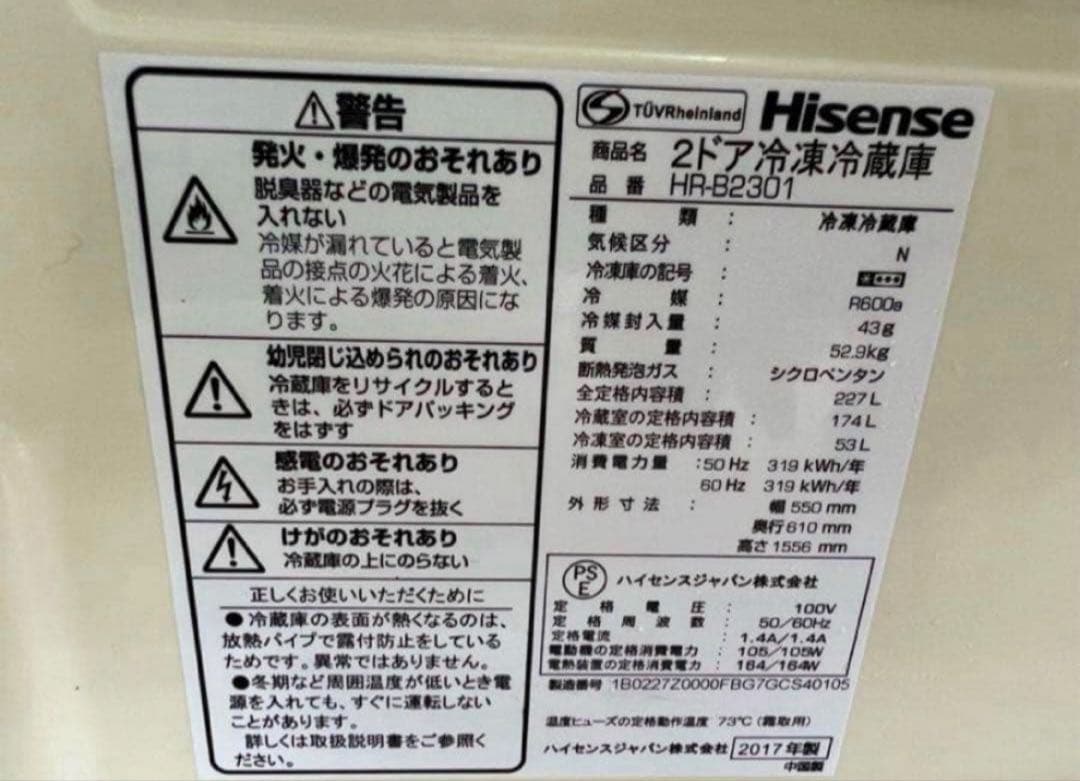 ⚠警告
発火・爆発のおそれあり
脱臭器などの電気製品を
入れない
冷媒が漏れていると電気製
品の接点の火花による着火、
着火による爆発の原因にな
ります。
幼児閉じ込められのおそれあり
冷蔵庫をリサイクルすると
きは、必ずドアパッキング
をはずす
感電のおそれあり
お手入れの際は、
必ず電源プラグを抜く
けがのおそれあり
冷蔵庫の上にのらない
正しくお使いいただくために
●冷蔵庫の表面が熱くなるのは、
放熱パイプで露付防止をしている
ためです。異常ではありません。
●冬期など周囲温度が低いとき電
源を入れても、すぐに運転しない
ことがあります。
詳しくは取扱説明書をご参照く
ださい。
TÜVRheinland Hisense
商品名 2ドア冷凍冷蔵庫
品番 HR-B2301
種類 : 冷凍冷蔵庫
気候区分 : N
冷凍庫の記号 :
冷媒 : R600a
冷媒封入量 : 43g
質量 : 52.9kg
断熱発泡ガス : シクロペンタン
全定格内容積 : 227L
冷蔵室の定格内容積 : 174L
冷凍室の定格内容積 : 53L
消費電力量 : 50Hz 319 kWh/年
60Hz 319 kWh/年
外形寸法 : 幅 550 mm
奥行 610 mm
高さ 1556 mm
PSE ハイセンスジャパン株式会社
定格電圧 : 100V
定格周波数 : 50/60Hz
定格電流 : 1.4A/1.4A
電動機の定格消費電力 : 105/105W
電熱装置の定格消費電力 : 164/164W
製造番号 1B0227Z0000FBG7GCS40105
温度ヒューズの定格動作温度 73℃(霜取用)
ハイセンスジャパン株式会社 2017年製
中国製